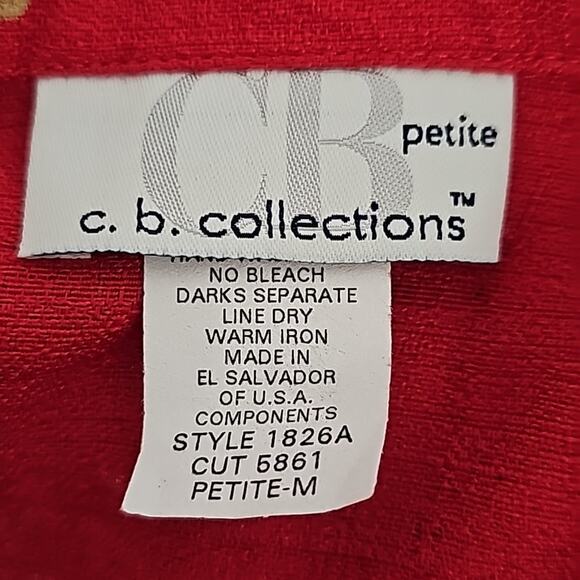 CB
petite
c. b. collections™
NO BLEACH
DARKS SEPARATE
LINE DRY
WARM IRON
MADE IN
EL SALVADOR
OF U.S.A.
COMPONENTS
STYLE 1826A
CUT 5861
PETITE-M